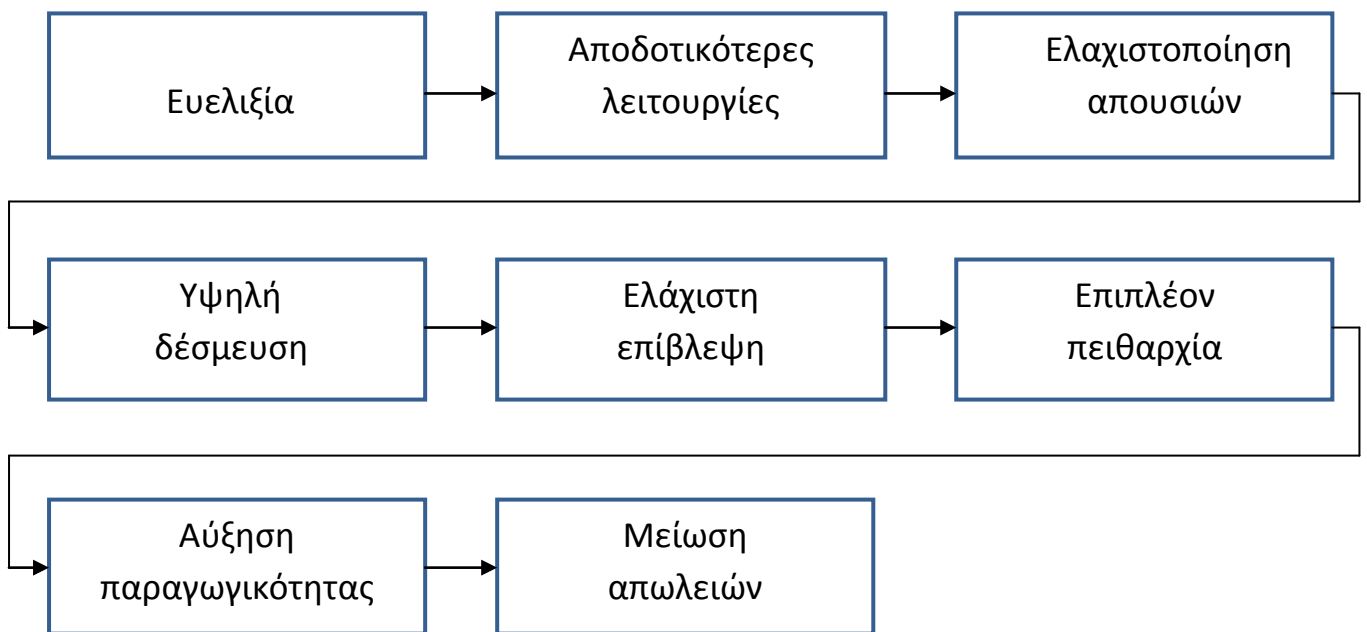 Ευελιξία
Αποδοτικότερες
λειτουργίες
Ελαχιστοποίηση
απουσιών
Υψηλή
δέσμευση
Ελάχιστη
επίβλεψη
Επιπλέον
πειθαρχία
Αύξηση
παραγωγικότητας
Μείωση
απωλειών